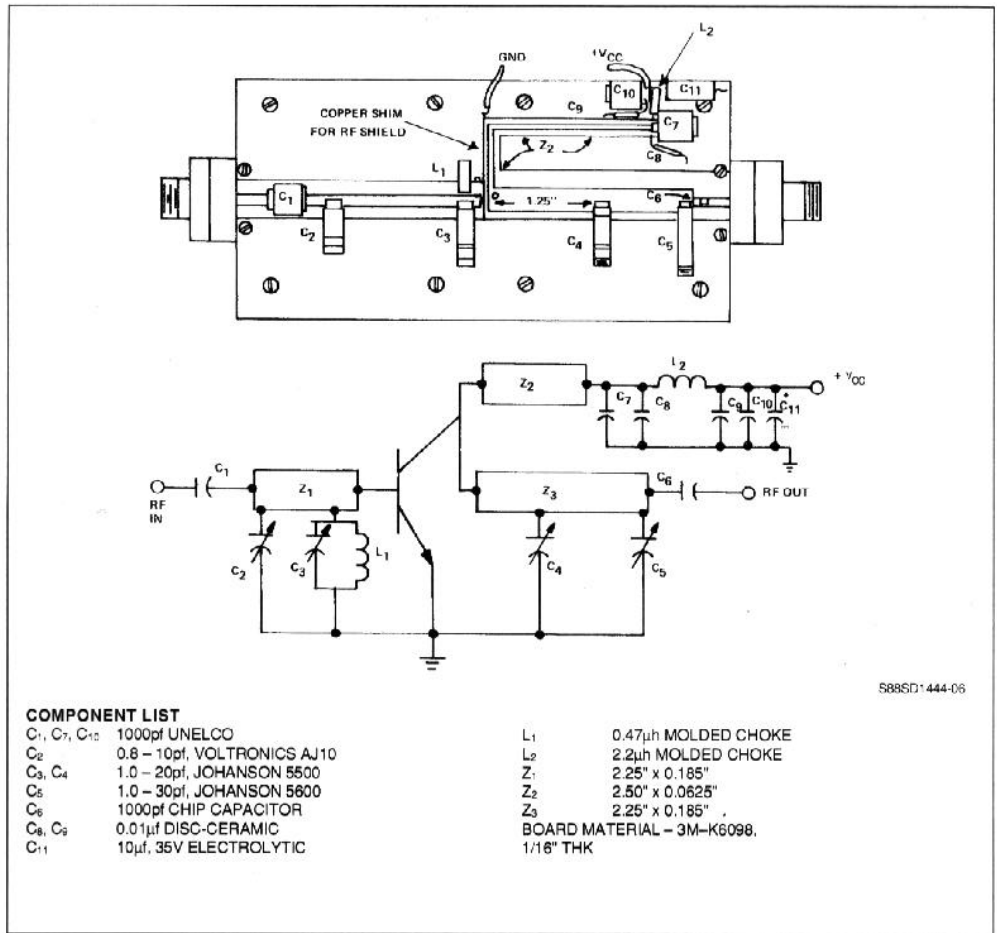 L2
+VCC
GND
C10
C11
C9
COPPER SHIM
FOR RF SHIELD
C7
Z2
C8
L1
C6
C1
1.25"
C2
C3
C4
C5
L2
+ VCC
Z2
C7
C8
C9
C10
C11
+
C1
Z1
Z3
C6
RF
IN
RF OUT
L1
C2
C3
C4
C5
S88SD1444-06
COMPONENT LIST
C1, C7, C10 1000pf UNELCO
C2 0.8 – 10pf, VOLTRONICS AJ10
C3, C4 1.0 – 20pf, JOHANSON 5500
C5 1.0 – 30pf, JOHANSON 5600
C6 1000pf CHIP CAPACITOR
C8, C9 0.01µf DISC-CERAMIC
C11 10µf, 35V ELECTROLYTIC
L1 0.47µh MOLDED CHOKE
L2 2.2µh MOLDED CHOKE
Z1 2.25" x 0.185"
Z2 2.50" x 0.0625"
Z3 2.25" x 0.185"
BOARD MATERIAL – 3M–K6098,
1/16" THK